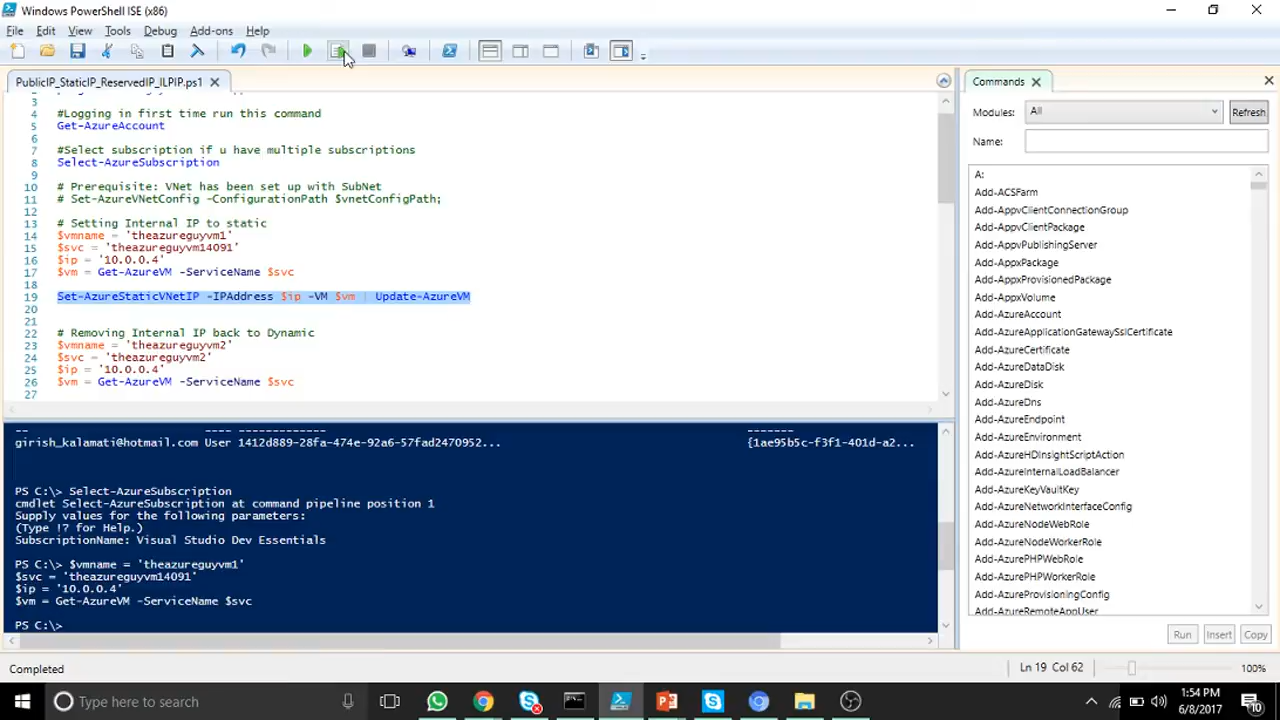 Windows PowerShell ISE (x86)
File Edit View Tools Debug Add-ons Help
PublicIP_StaticIP_ReservedIP_ILPIP.ps1
3
4 #Logging in first time run this command
5 Get-AzureAccount
6
7 #Select subscription if u have multiple subscriptions
8 Select-AzureSubscription
9
10 # Prerequisite: VNet has been set up with SubNet
11 # Set-AzureVNetConfig -ConfigurationPath $vnetConfigPath;
12
13 # Setting Internal IP to static
14 $vmname = 'theazureguyvm1'
15 $svc = 'theazureguyvm14091'
16 $ip = '10.0.0.4'
17 $vm = Get-AzureVM -ServiceName $svc
18
19 Set-AzureStaticVNetIP -IPAddress $ip -VM $vm | Update-AzureVM
20
21
22 # Removing Internal IP back to Dynamic
23 $vmname = 'theazureguyvm2'
24 $svc = 'theazureguyvm2'
25 $ip = '10.0.0.4'
26 $vm = Get-AzureVM -ServiceName $svc
27
-- ---- ------------- -------
girish_kalamati@hotmail.com User 1412d889-28fa-474e-92a6-57fad2470952... {1ae95b5c-f3f1-401d-a2...
PS C:\> Select-AzureSubscription
cmdlet Select-AzureSubscription at command pipeline position 1
Supply values for the following parameters:
(Type !? for Help.)
SubscriptionName: Visual Studio Dev Essentials
PS C:\> $vmname = 'theazureguyvm1'
$svc = 'theazureguyvm14091'
$ip = '10.0.0.4'
$vm = Get-AzureVM -ServiceName $svc
PS C:\>
Commands
Modules: All Refresh
Name:
A:
Add-ACSFarm
Add-AppvClientConnectionGroup
Add-AppvClientPackage
Add-AppvPublishingServer
Add-AppxPackage
Add-AppxProvisionedPackage
Add-AppxVolume
Add-AzureAccount
Add-AzureApplicationGatewaySslCertificate
Add-AzureCertificate
Add-AzureDataDisk
Add-AzureDisk
Add-AzureDns
Add-AzureEndpoint
Add-AzureEnvironment
Add-AzureHDInsightScriptAction
Add-AzureInternalLoadBalancer
Add-AzureKeyVaultKey
Add-AzureNetworkInterfaceConfig
Add-AzureNodeWebRole
Add-AzureNodeWorkerRole
Add-AzurePHPWebRole
Add-AzurePHPWorkerRole
Add-AzureProvisioningConfig
Add-AzureRemoteAppUser
Run Insert Copy
Completed
Ln 19 Col 62
100%
Type here to search
1:54 PM
6/8/2017
10